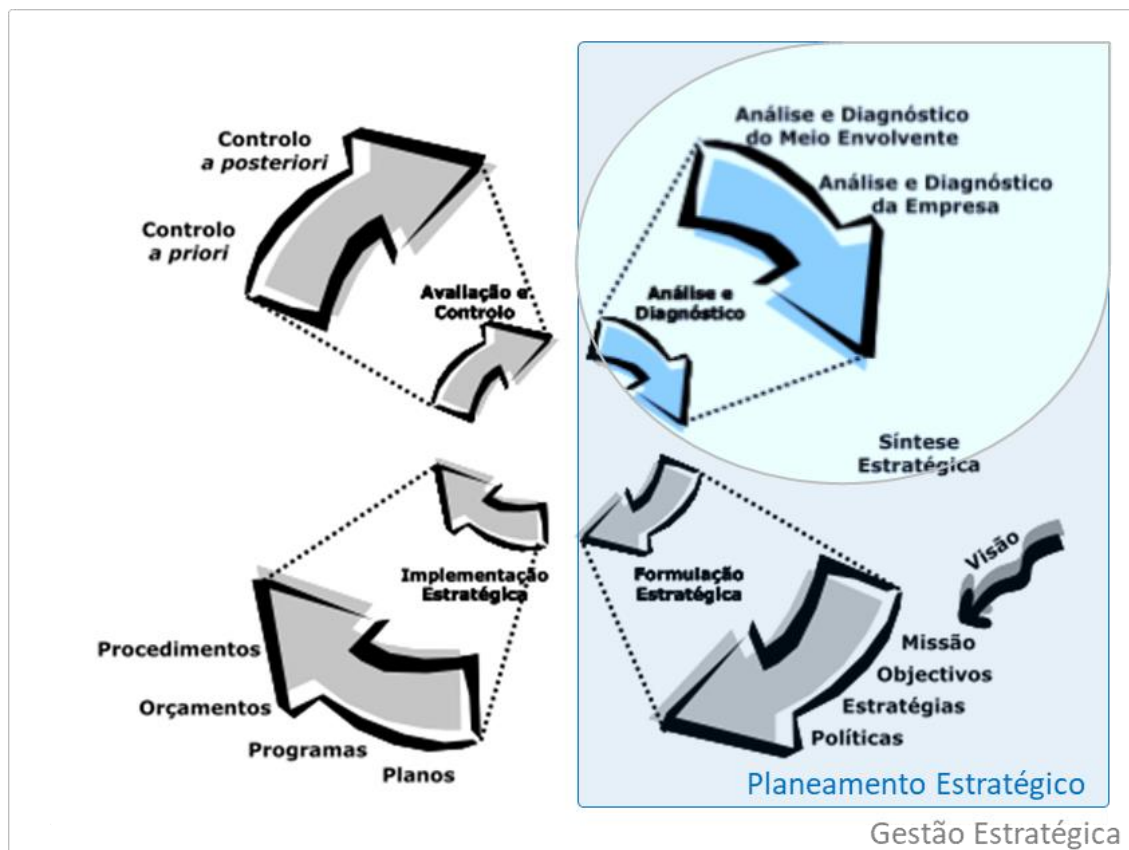 Controlo
a posteriori
Controlo
a priori
Avaliação e
Controlo
Análise e Diagnóstico
do Meio Envolvente
Análise e Diagnóstico
da Empresa
Análise e
Diagnóstico
Síntese
Estratégica
Implementação
Estratégica
Procedimentos
Orçamentos
Programas
Planos
Formulação
Estratégica
Visão
Missão
Objectivos
Estratégias
Políticas
Planeamento Estratégico
Gestão Estratégica